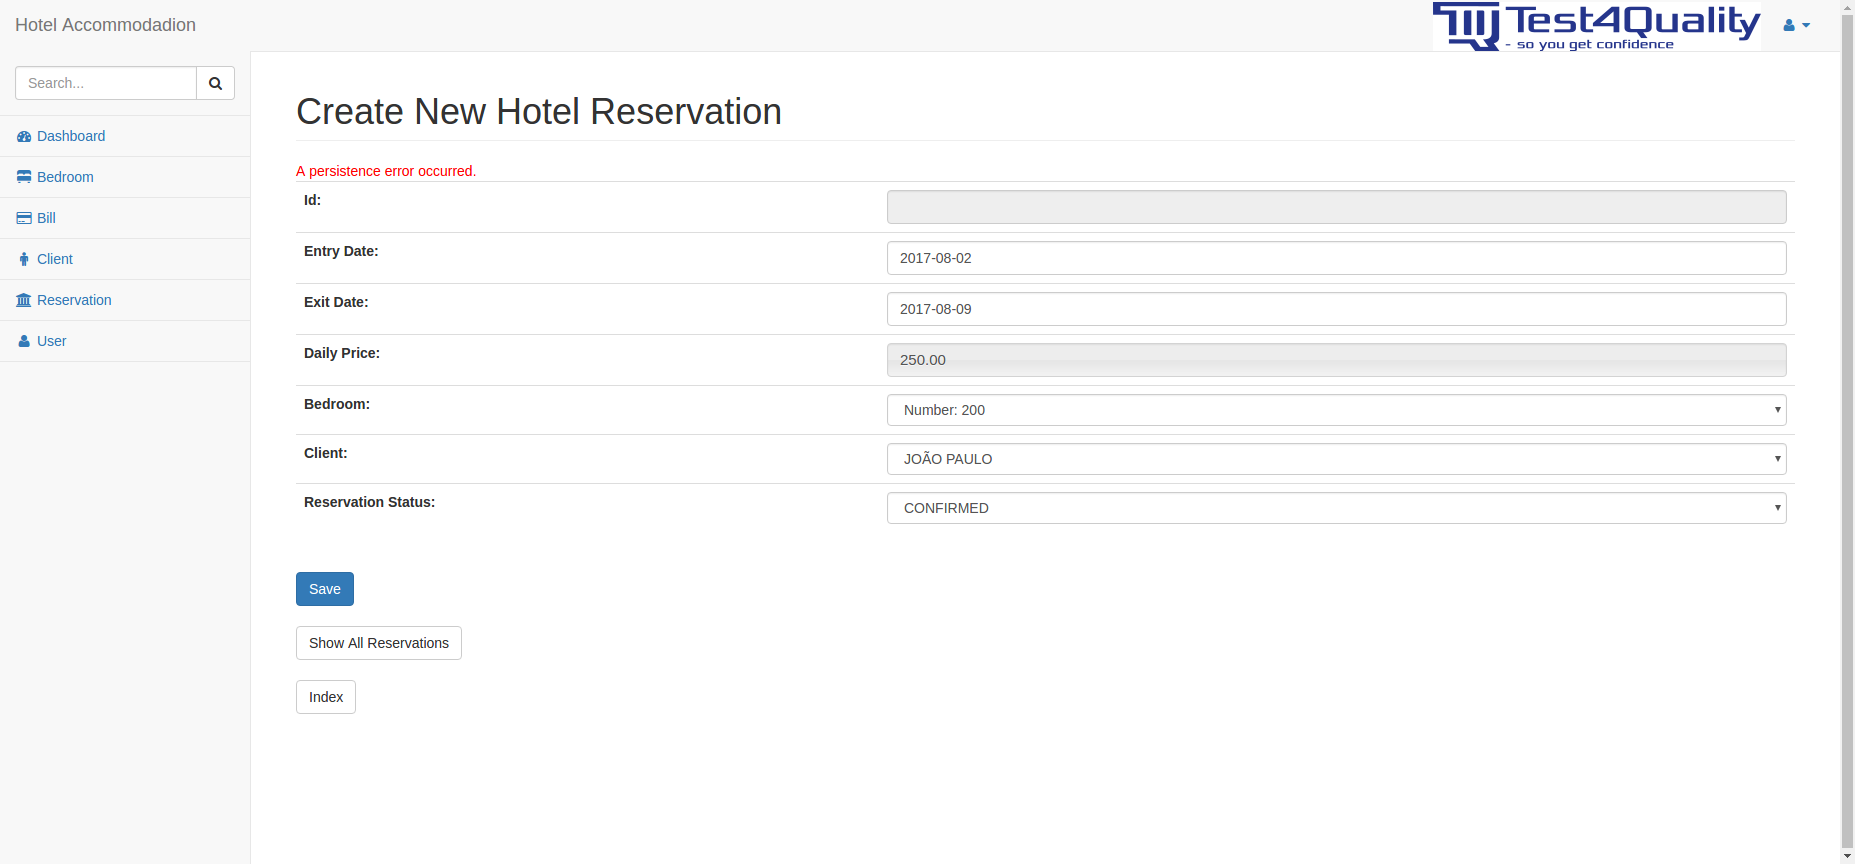 Hotel Accommodadion
Test4Quality
- so you get confidence
Search...
Dashboard
Bedroom
Bill
Client
Reservation
User
Create New Hotel Reservation
A persistence error occurred.
Id:
Entry Date: 2017-08-02
Exit Date: 2017-08-09
Daily Price: 250.00
Bedroom: Number: 200
Client: JOÃO PAULO
Reservation Status: CONFIRMED
Save
Show All Reservations
Index